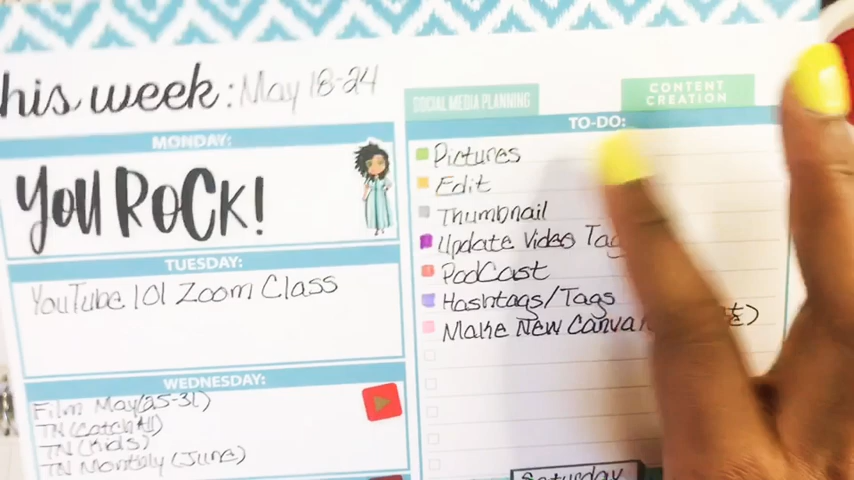 his week: May 18-24
SOCIAL MEDIA PLANNING
CONTENT
CREATION
MONDAY:
You Rock!
TUESDAY:
YouTube 101 Zoom Class
WEDNESDAY:
Film May(25-31)
TN (Catch All)
TN (Kids)
TN Montly (June)
TO-DO:
Pictures
Edit
Thumbnail
Update Video Tag
PodCast
Hashtags/Tags
Make New Canva
Saturday